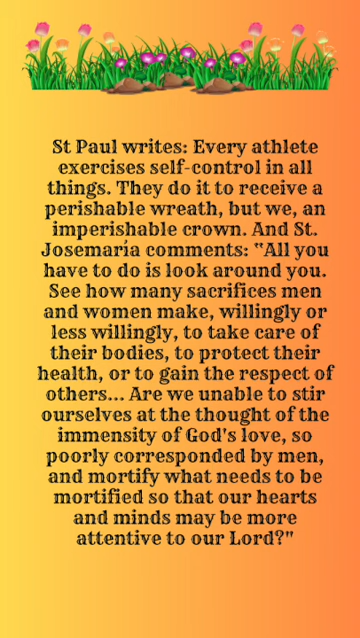 St Paul writes: Every athlete
exercises self-control in all
things. They do it to receive a
perishable wreath, but we, an
imperishable crown. And St.
Josemaría comments: “All you
have to do is look around you.
See how many sacrifices men
and women make, willingly or
less willingly, to take care of
their bodies, to protect their
health, or to gain the respect of
others... Are we unable to stir
ourselves at the thought of the
immensity of God's love, so
poorly corresponded by men,
and mortify what needs to be
mortified so that our hearts
and minds may be more
attentive to our Lord?"